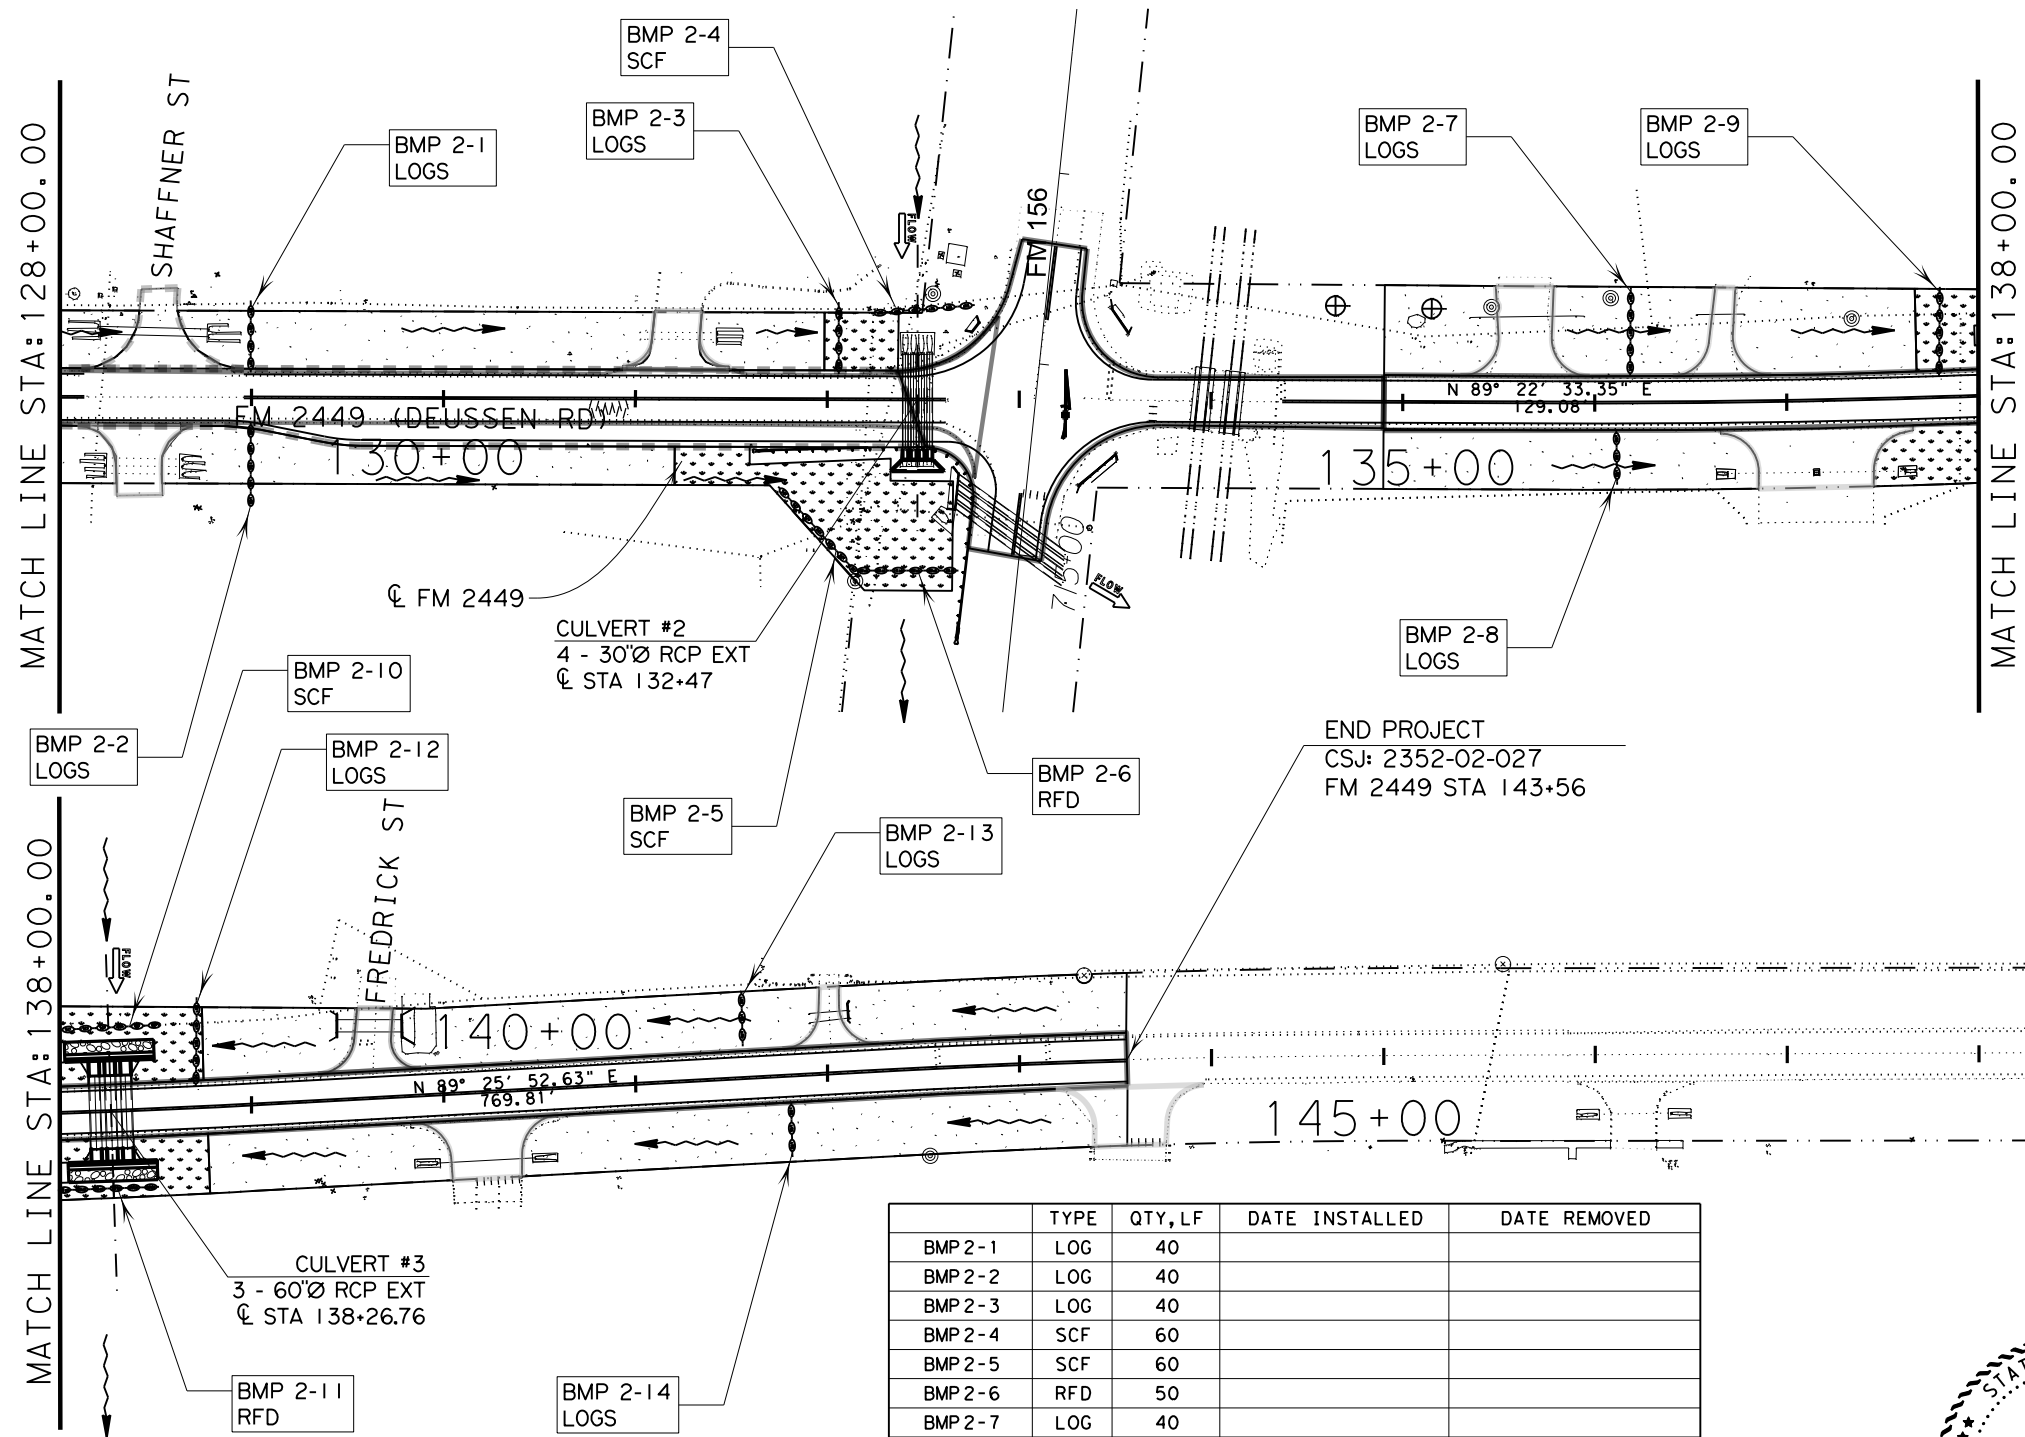 BMP 2-4
SCF
BMP 2-3
LOGS
BMP 2-1
LOGS
BMP 2-7
LOGS
BMP 2-9
LOGS
SHAFFNER ST
MATCH LINE STA: 128+00.00
MATCH LINE STA: 138+00.00
FLOW
FM 156
FM 2449 (DEUSSEN RD)
130+00
N 89° 22' 33.35" E
129.08'
135+00
℄ FM 2449
CULVERT #2
4 - 30"Ø RCP EXT
℄ STA 132+47
FLOW
BMP 2-8
LOGS
BMP 2-10
SCF
BMP 2-2
LOGS
BMP 2-12
LOGS
BMP 2-5
SCF
BMP 2-6
RFD
BMP 2-13
LOGS
END PROJECT
CSJ: 2352-02-027
FM 2449 STA 143+56
MATCH LINE STA: 138+00.00
FLOW
FREDRICK ST
140+00
N 89° 25' 52.63" E
769.81'
145+00
CULVERT #3
3 - 60"Ø RCP EXT
℄ STA 138+26.76
BMP 2-11
RFD
BMP 2-14
LOGS
TYPE QTY, LF DATE INSTALLED DATE REMOVED
BMP 2-1 LOG 40
BMP 2-2 LOG 40
BMP 2-3 LOG 40
BMP 2-4 SCF 60
BMP 2-5 SCF 60
BMP 2-6 RFD 50
BMP 2-7 LOG 40